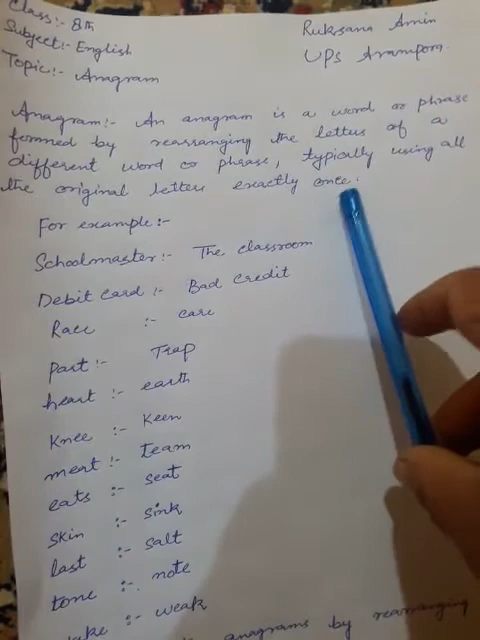 Class:- 8th
Ruksana Amin
Subject:- English
UPS Arampora.
Topic:- Anagram
Anagram:- An anagram is a word or phrase
formed by rearranging the letters of a
different word or phrase, typically using all
the original letters exactly once.
For example:-
Schoolmaster:- The classroom
Debit card:- Bad credit
Race :- care
Part:- Trap
heart :- earth
Knee :- Keen
meat:- team
eats :- seat
Skin :- sink
last :- salt
tone :- note
:- weak
anagrams by rearranging